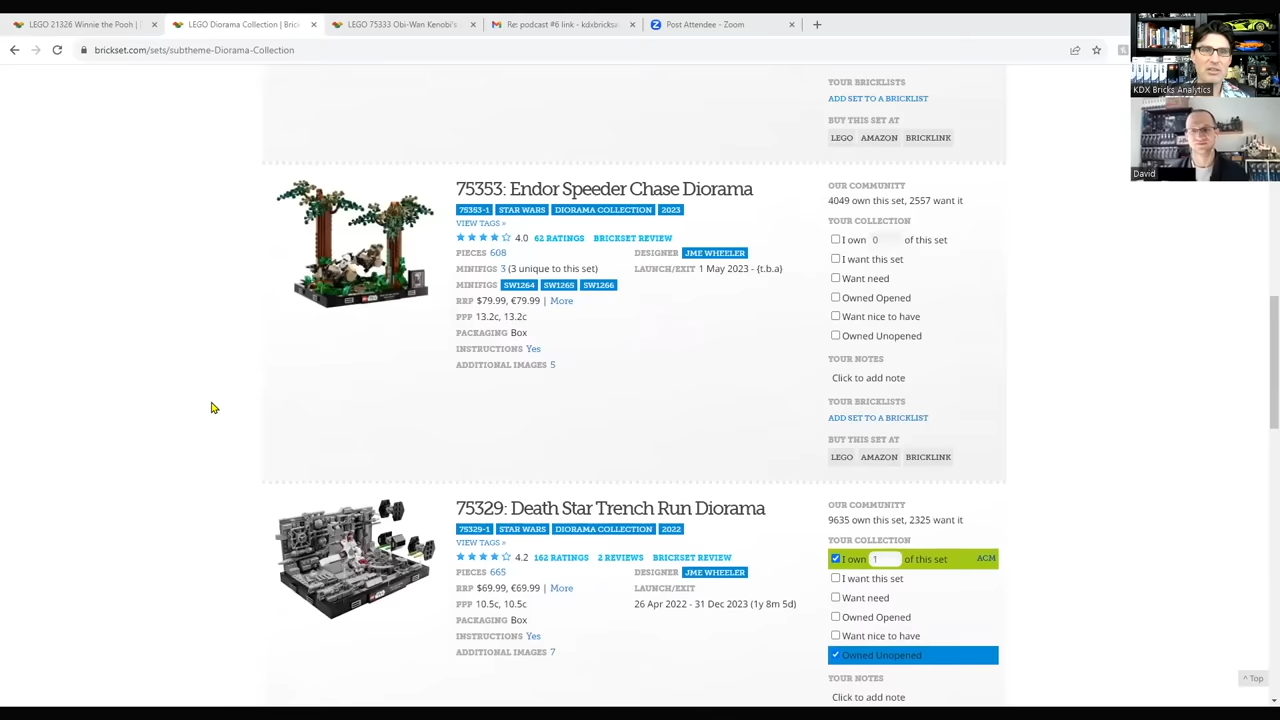 LEGO 21326 Winnie the Pooh |
LEGO Diorama Collection | Bric
LEGO 75333 Obi-Wan Kenobi's
Re: podcast #6 link - kdxbricksa
Post Attendee - Zoom
brickset.com/sets/subtheme-Diorama-Collection
KDX Bricks Analytics
David
YOUR BRICKLISTS
ADD SET TO A BRICKLIST
BUY THIS SET AT
LEGO AMAZON BRICKLINK
75353: Endor Speeder Chase Diorama
75353-1 STAR WARS DIORAMA COLLECTION 2023
VIEW TAGS »
4.0 62 RATINGS BRICKSET REVIEW
PIECES 608
DESIGNER JME WHEELER
MINIFIGS 3 (3 unique to this set)
LAUNCH/EXIT 1 May 2023 - {t.b.a}
MINIFIGS SW1264 SW1265 SW1266
RRP $79.99, €79.99 | More
PPP 13.2c, 13.2c
PACKAGING Box
INSTRUCTIONS Yes
ADDITIONAL IMAGES 5
OUR COMMUNITY
4049 own this set, 2557 want it
YOUR COLLECTION
I own 0 of this set
I want this set
Want need
Owned Opened
Want nice to have
Owned Unopened
YOUR NOTES
Click to add note
YOUR BRICKLISTS
ADD SET TO A BRICKLIST
BUY THIS SET AT
LEGO AMAZON BRICKLINK
75329: Death Star Trench Run Diorama
75329-1 STAR WARS DIORAMA COLLECTION 2022
VIEW TAGS »
4.2 162 RATINGS 2 REVIEWS BRICKSET REVIEW
PIECES 665
DESIGNER JME WHEELER
RRP $69.99, €69.99 | More
LAUNCH/EXIT
PPP 10.5c, 10.5c
26 Apr 2022 - 31 Dec 2023 (1y 8m 5d)
PACKAGING Box
INSTRUCTIONS Yes
ADDITIONAL IMAGES 7
OUR COMMUNITY
9635 own this set, 2325 want it
YOUR COLLECTION
I own 1 of this set ACM
I want this set
Want need
Owned Opened
Want nice to have
Owned Unopened
YOUR NOTES
Click to add note
^ Top